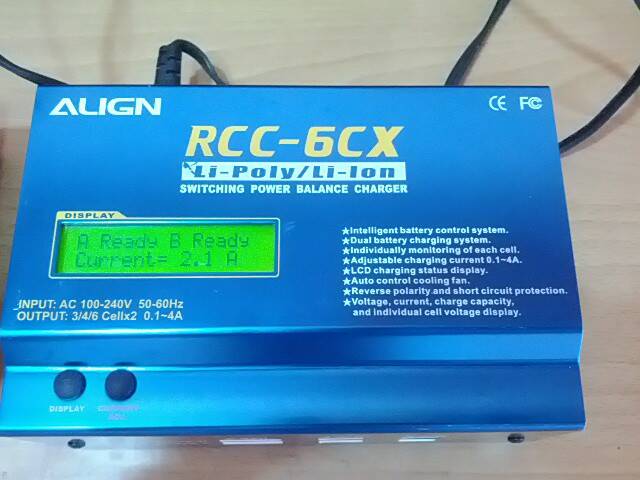 ALIGN
CE FC
RCC-6CX
Li-Poly/Li-Ion
SWITCHING POWER BALANCE CHARGER
DISPLAY
A Ready B Ready
Current= 2.1 A
★Intelligent battery control system.
★Dual battery charging system.
★Individually monitoring of each cell.
★Adjustable charging current 0.1~4A.
★LCD charging status display.
★Auto control cooling fan.
★Reverse polarity and short circuit protection.
★Voltage, current, charge capacity,
and individual cell voltage display.
INPUT: AC 100-240V 50-60Hz
OUTPUT: 3/4/6 Cellx2 0.1~4A
DISPLAY
CURRENT
ADJ.